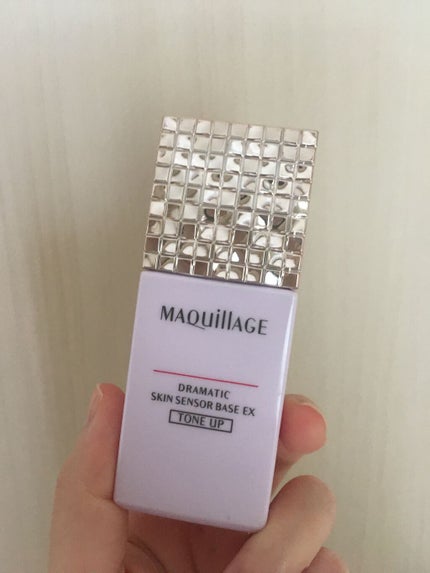 MAQuillAGE
DRAMATIC
SKIN SENSOR BASE EX
TONE UP